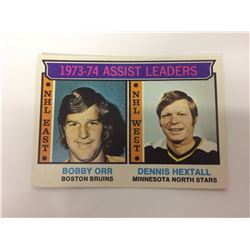 1973-74 ASSIST LEADERS
NHL EAST
NHL WEST
BOBBY ORR
BOSTON BRUINS
DENNIS HEXTALL
MINNESOTA NORTH STARS